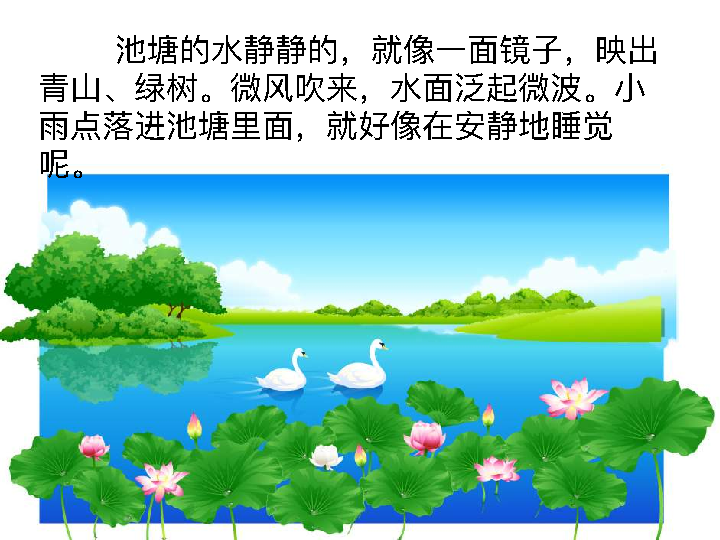 池塘的水静静的，就像一面镜子，映出
青山、绿树。微风吹来，水面泛起微波。小
雨点落进池塘里面，就好像在安静地睡觉
呢。